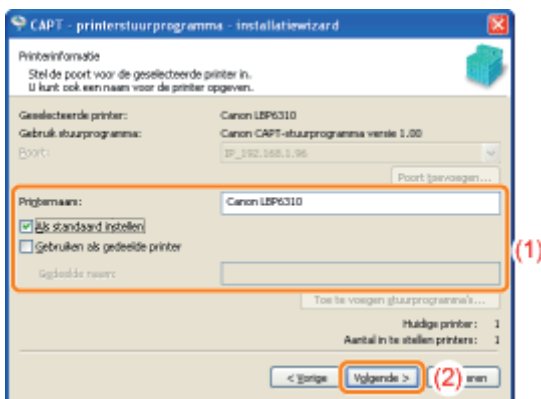 CAPT - printerstuurprogramma - installatiewizard
Printerinformatie
Stel de poort voor de geselecteerde printer in.
U kunt ook een naam voor de printer opgeven.
Geselecteerde printer: Canon LBP6310
Gebruik stuurprogramma: Canon CAPT-stuurprogramma versie 1.00
Poort: IP_192.168.1.96
Poort toevoegen...
Printernaam: Canon LBP6310
Als standaard instellen
Gebruiken als gedeelde printer
(1)
Gedeelde naam:
Toe te voegen stuurprogramma's...
Huidige printer: 1
Aantal in te stellen printers: 1
< Vorige Volgende > (2)